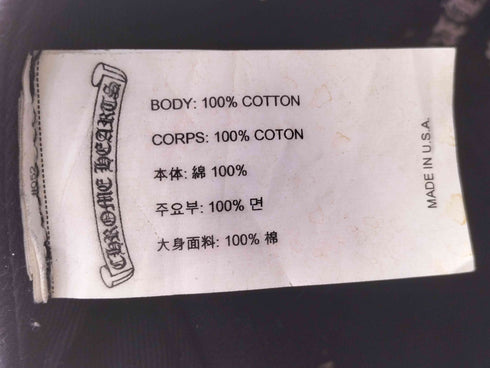 CHROME HEARTS
BODY: 100% COTTON
CORPS: 100% COTON
本体: 綿 100%
주요부: 100% 면
大身面料: 100% 棉
MADE IN U.S.A.